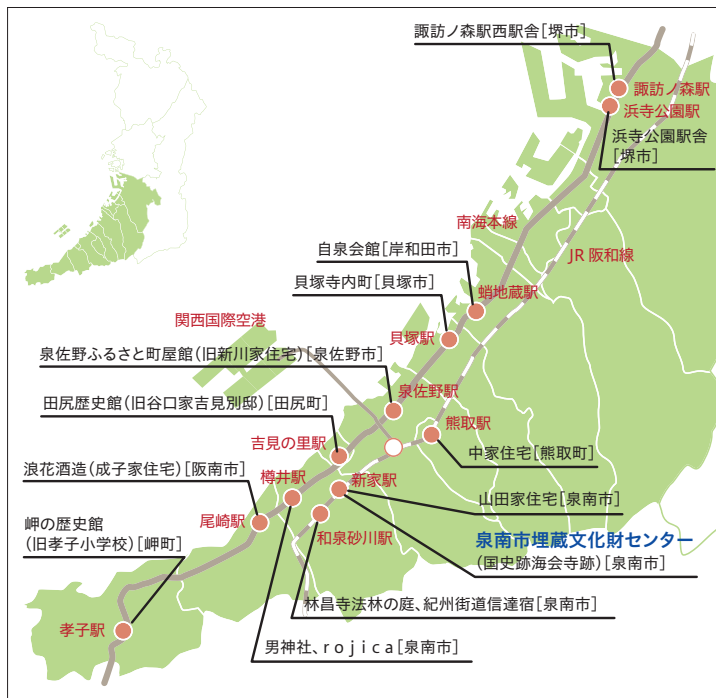 諏訪ノ森駅西駅舎[堺市]
諏訪ノ森駅
浜寺公園駅
浜寺公園駅舎
[堺市]
南海本線
自泉会館[岸和田市]
JR 阪和線
貝塚寺内町[貝塚市]
蛸地蔵駅
関西国際空港
貝塚駅
泉佐野ふるさと町屋館(旧新川家住宅)[泉佐野市]
泉佐野駅
田尻歴史館(旧谷口家吉見別邸)[田尻町]
熊取駅
吉見の里駅
中家住宅[熊取町]
浪花酒造(成子家住宅)[阪南市]
樽井駅
新家駅
山田家住宅[泉南市]
尾崎駅
岬の歴史館
(旧孝子小学校)[岬町]
和泉砂川駅
泉南市埋蔵文化財センター
(国史跡海会寺跡)[泉南市]
林昌寺法林の庭、紀州街道信達宿[泉南市]
孝子駅
男神社、rojica[泉南市]